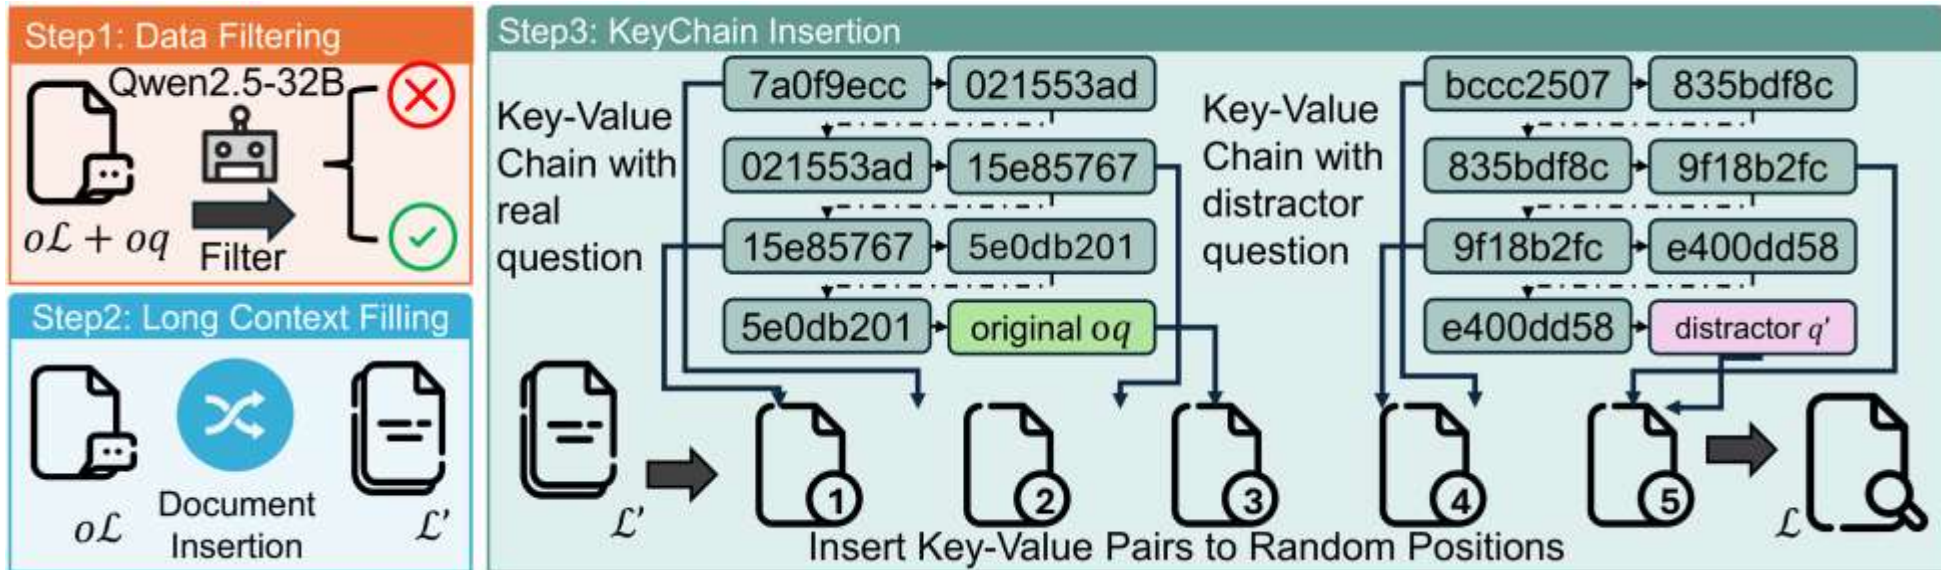 Step1: Data Filtering
Qwen2.5-32B
o𝓛 + oq
Filter
Step2: Long Context Filling
o𝓛
Document
Insertion
𝓛'
Step3: KeyChain Insertion
Key-Value
Chain with
real
question
7a0f9ecc 021553ad
021553ad 15e85767
15e85767 5e0db201
5e0db201 original oq
Key-Value
Chain with
distractor
question
bccc2507 835bdf8c
835bdf8c 9f18b2fc
9f18b2fc e400dd58
e400dd58 distractor q'
𝓛'
1 2 3 4 5
𝓛
Insert Key-Value Pairs to Random Positions